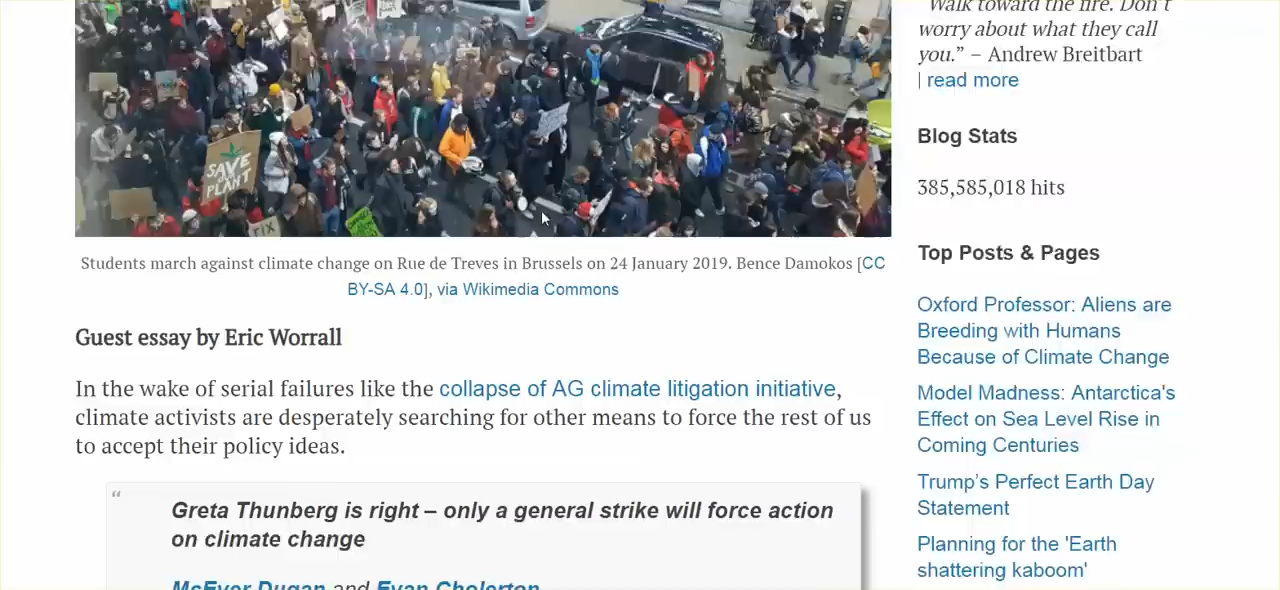 SAVE
OUR
PLANT
Students march against climate change on Rue de Treves in Brussels on 24 January 2019. Bence Damokos [CC
BY-SA 4.0], via Wikimedia Commons
Guest essay by Eric Worrall
In the wake of serial failures like the collapse of AG climate litigation initiative,
climate activists are desperately searching for other means to force the rest of us
to accept their policy ideas.
“
Greta Thunberg is right – only a general strike will force action
on climate change
McEver Dugan and Evan Cholerton
“Walk toward the fire. Don’t
worry about what they call
you.” – Andrew Breitbart
| read more
Blog Stats
385,585,018 hits
Top Posts & Pages
Oxford Professor: Aliens are
Breeding with Humans
Because of Climate Change
Model Madness: Antarctica's
Effect on Sea Level Rise in
Coming Centuries
Trump’s Perfect Earth Day
Statement
Planning for the 'Earth
shattering kaboom'